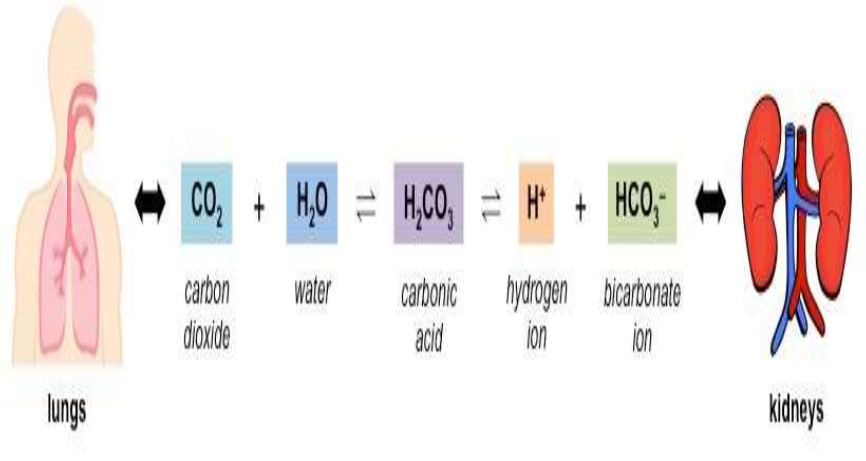 CO₂ + H₂O ⇌ H₂CO₃ ⇌ H⁺ + HCO₃⁻
carbon dioxide
water
carbonic acid
hydrogen ion
bicarbonate ion
lungs
kidneys